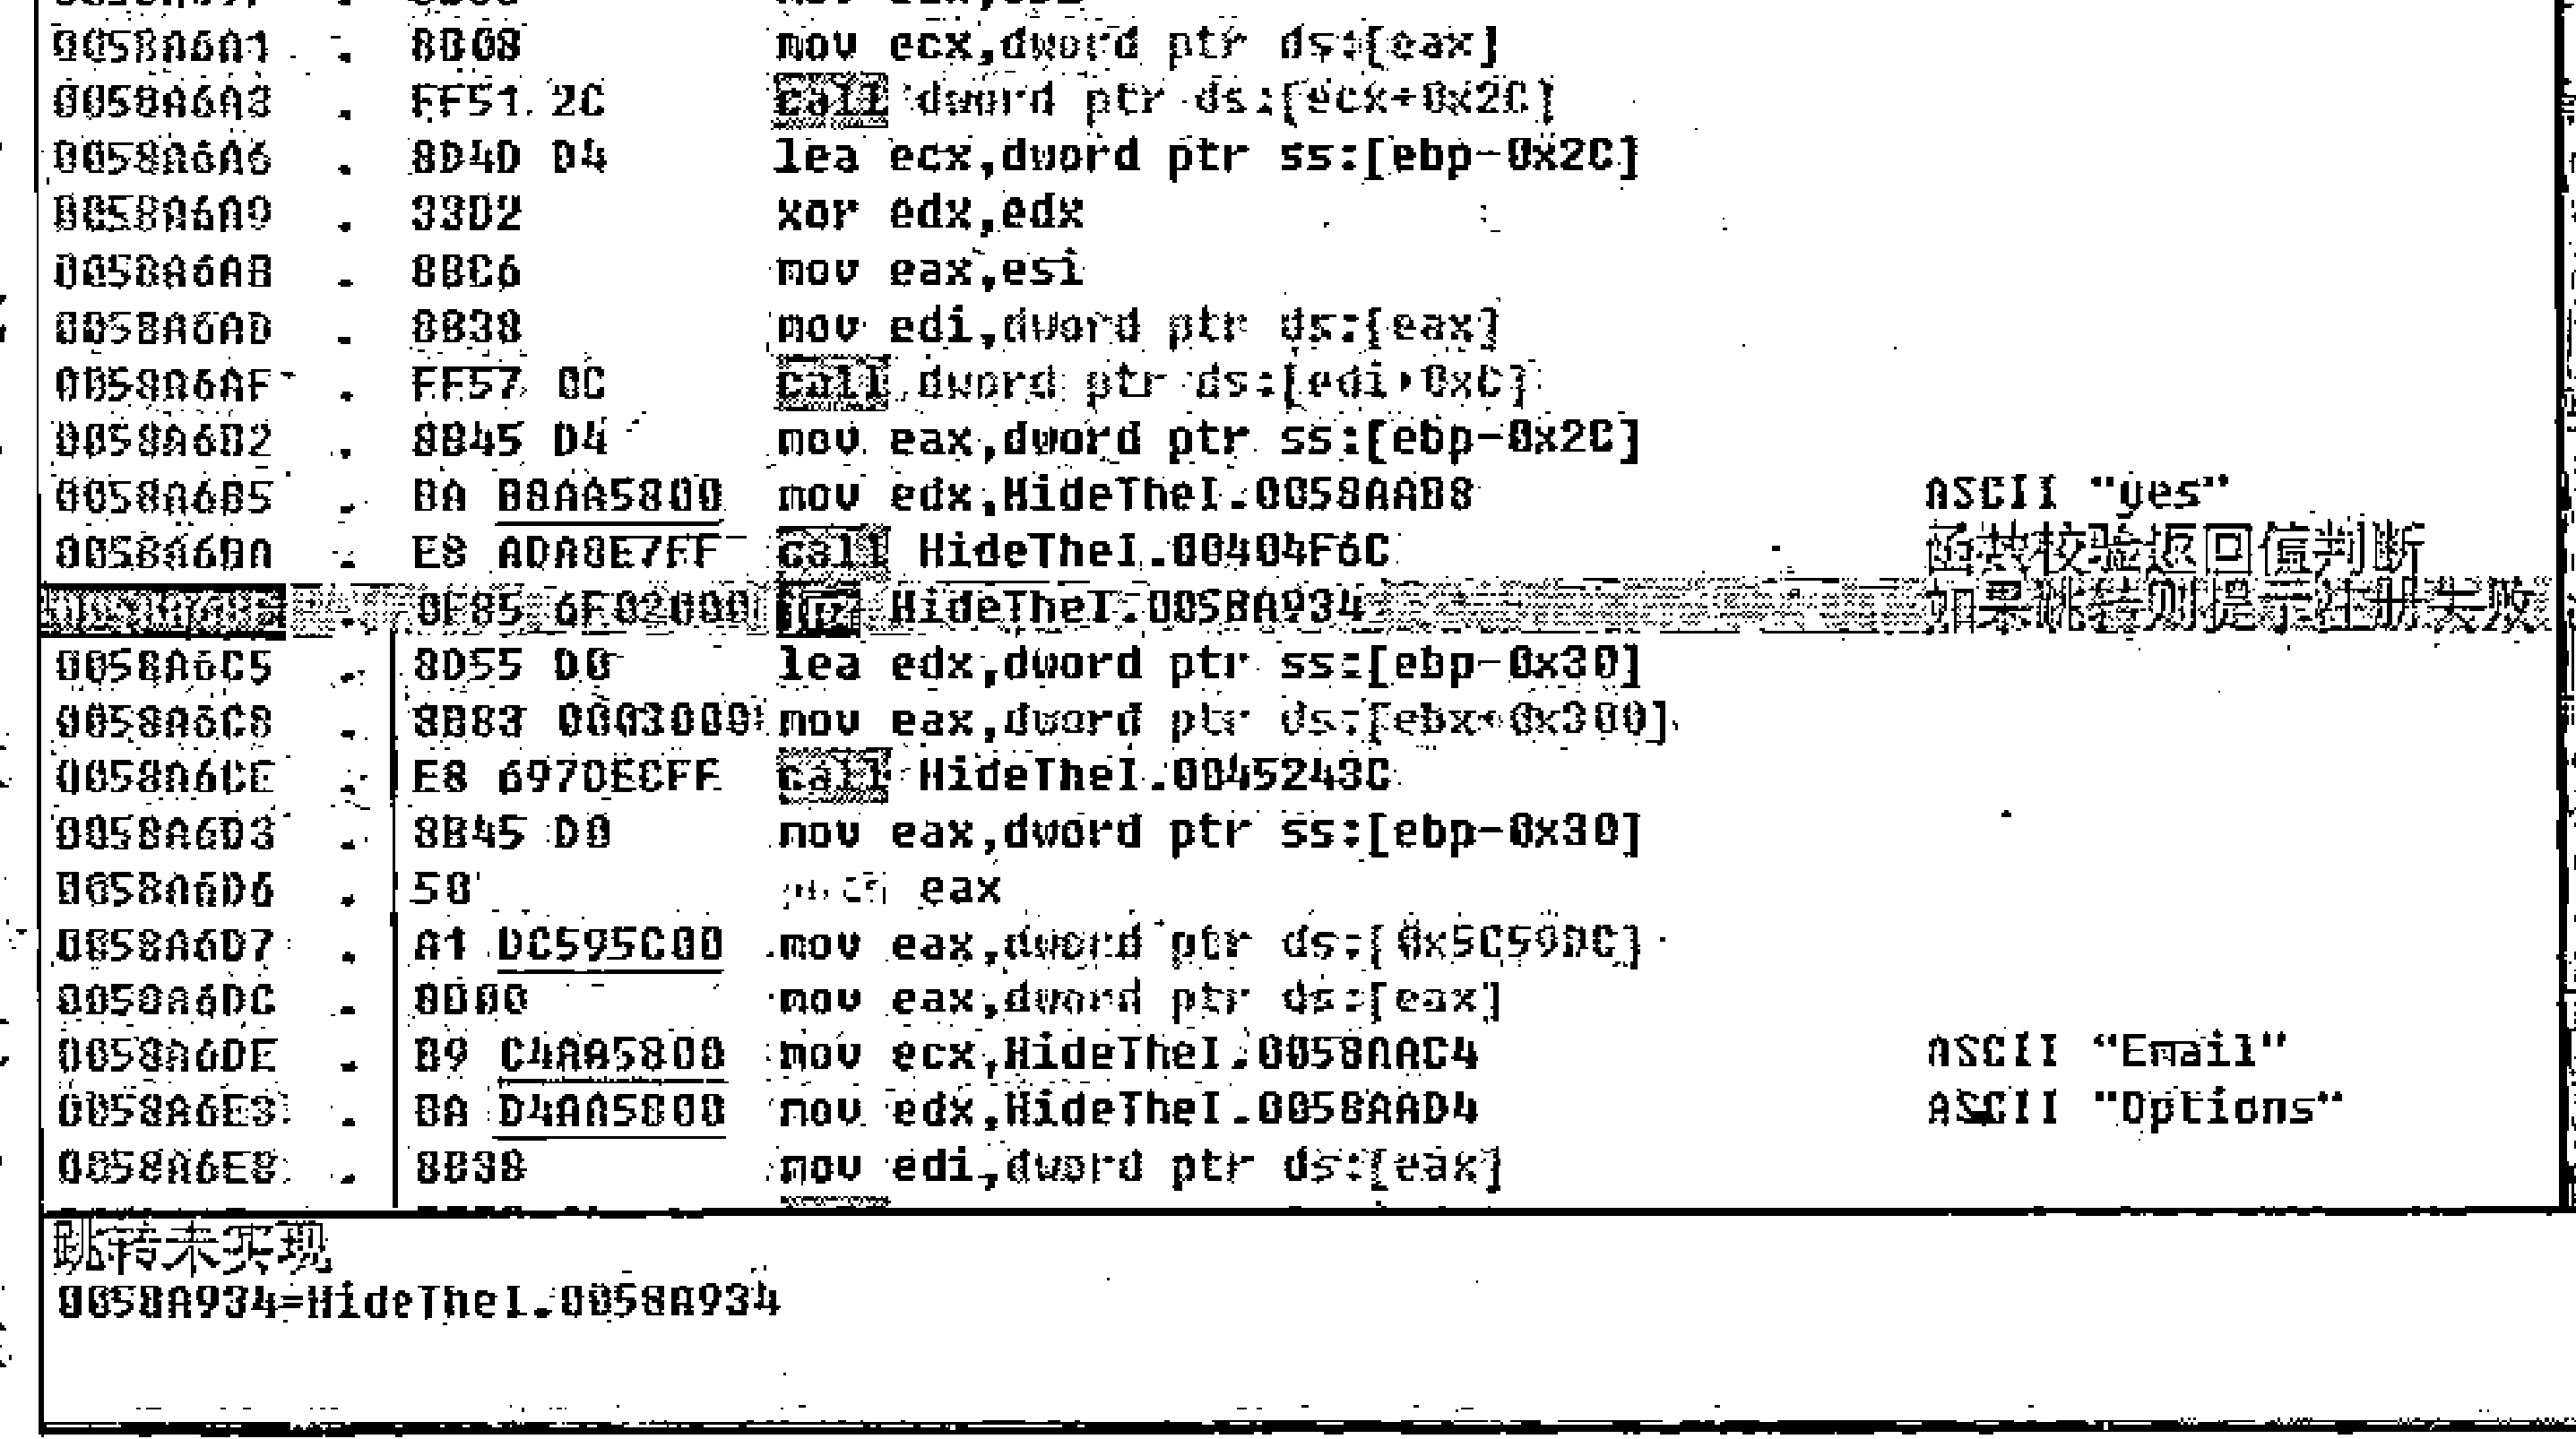 0058A6A1 . 8B08 mov ecx,dword ptr ds:[eax]
0058A6A3 . FF51 2C call dword ptr ds:[ecx+0x2C]
0058A6A6 . 8D4D D4 lea ecx,dword ptr ss:[ebp-0x2C]
0058A6A9 . 33D2 xor edx,edx
0058A6AB . 8BC6 mov eax,esi
0058A6AD . 8B38 mov edi,dword ptr ds:[eax]
0058A6AF . FF57 0C call dword ptr ds:[edi+0xC]
0058A6B2 . 8B45 D4 mov eax,dword ptr ss:[ebp-0x2C]
0058A6B5 . BA B8AA5800 mov edx,HideTheI.0058AAB8 ASCII "yes"
0058A6BA . E8 ADA8E7FF call HideTheI.00404F6C 校验返回值判断
0058A6BF . 0F85 6F02000 jnz HideTheI.0058A934 如果跳转则提示注册失败
0058A6C5 . 8D55 D0 lea edx,dword ptr ss:[ebp-0x30]
0058A6C8 . 8B83 0003000 mov eax,dword ptr ds:[ebx+0x300]
0058A6CE . E8 697DECFF call HideTheI.0045243C
0058A6D3 . 8B45 D0 mov eax,dword ptr ss:[ebp-0x30]
0058A6D6 . 50 push eax
0058A6D7 . A1 DC595C00 mov eax,dword ptr ds:[0x5C59DC]
0058A6DC . 8B00 mov eax,dword ptr ds:[eax]
0058A6DE . B9 C4AA5800 mov ecx,HideTheI.0058AAC4 ASCII "Email"
0058A6E3 . BA D4AA5800 mov edx,HideTheI.0058AAD4 ASCII "Options"
0058A6E8 . 8B38 mov edi,dword ptr ds:[eax]
跳转未实现
0058A934=HideTheI.0058A934